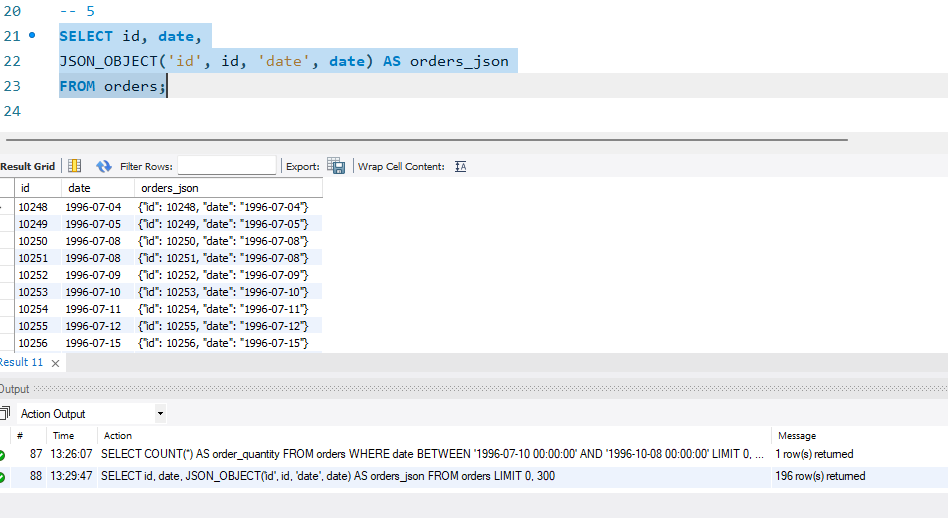 20 -- 5
21 SELECT id, date,
22 JSON_OBJECT('id', id, 'date', date) AS orders_json
23 FROM orders;
24
Result Grid Filter Rows: Export: Wrap Cell Content:
id date orders_json
10248 1996-07-04 {"id": 10248, "date": "1996-07-04"}
10249 1996-07-05 {"id": 10249, "date": "1996-07-05"}
10250 1996-07-08 {"id": 10250, "date": "1996-07-08"}
10251 1996-07-08 {"id": 10251, "date": "1996-07-08"}
10252 1996-07-09 {"id": 10252, "date": "1996-07-09"}
10253 1996-07-10 {"id": 10253, "date": "1996-07-10"}
10254 1996-07-11 {"id": 10254, "date": "1996-07-11"}
10255 1996-07-12 {"id": 10255, "date": "1996-07-12"}
10256 1996-07-15 {"id": 10256, "date": "1996-07-15"}
Result 11
Output
Action Output
# Time Action Message
87 13:26:07 SELECT COUNT(*) AS order_quantity FROM orders WHERE date BETWEEN '1996-07-10 00:00:00' AND '1996-10-08 00:00:00' LIMIT 0, ... 1 row(s) returned
88 13:29:47 SELECT id, date, JSON_OBJECT('id', id, 'date', date) AS orders_json FROM orders LIMIT 0, 300 196 row(s) returned